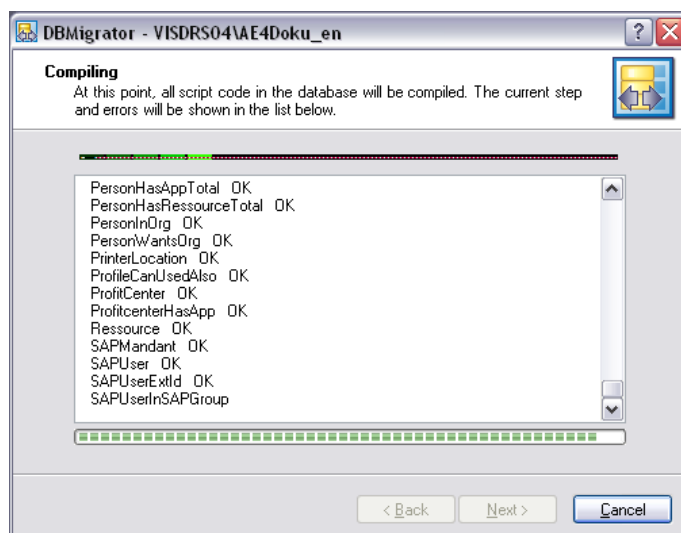 DBMigrator - VISDRS04\AE4Doku_en
Compiling
At this point, all script code in the database will be compiled. The current step
and errors will be shown in the list below.
PersonHasAppTotal OK
PersonHasRessourceTotal OK
PersonInOrg OK
PersonWantsOrg OK
PrinterLocation OK
ProfileCanUsedAlso OK
ProfitCenter OK
ProfitcenterHasApp OK
Ressource OK
SAPMandant OK
SAPUser OK
SAPUserExtId OK
SAPUserInSAPGroup
< Back Next > Cancel